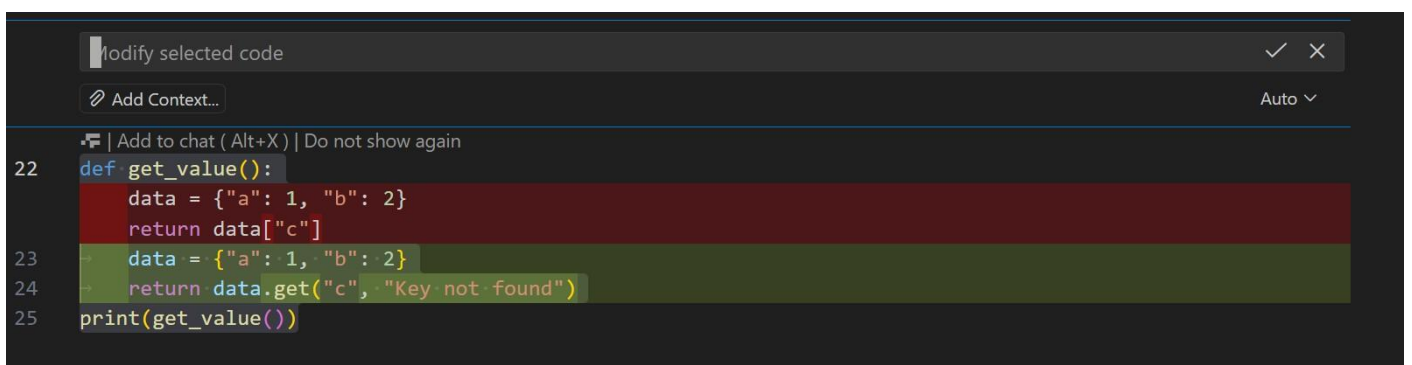 Modify selected code
Add Context... Auto
| Add to chat ( Alt+X ) | Do not show again
22 def get_value():
data = {"a": 1, "b": 2}
return data["c"]
23 data = {"a": 1, "b": 2}
24 return data.get("c", "Key not found")
25 print(get_value())